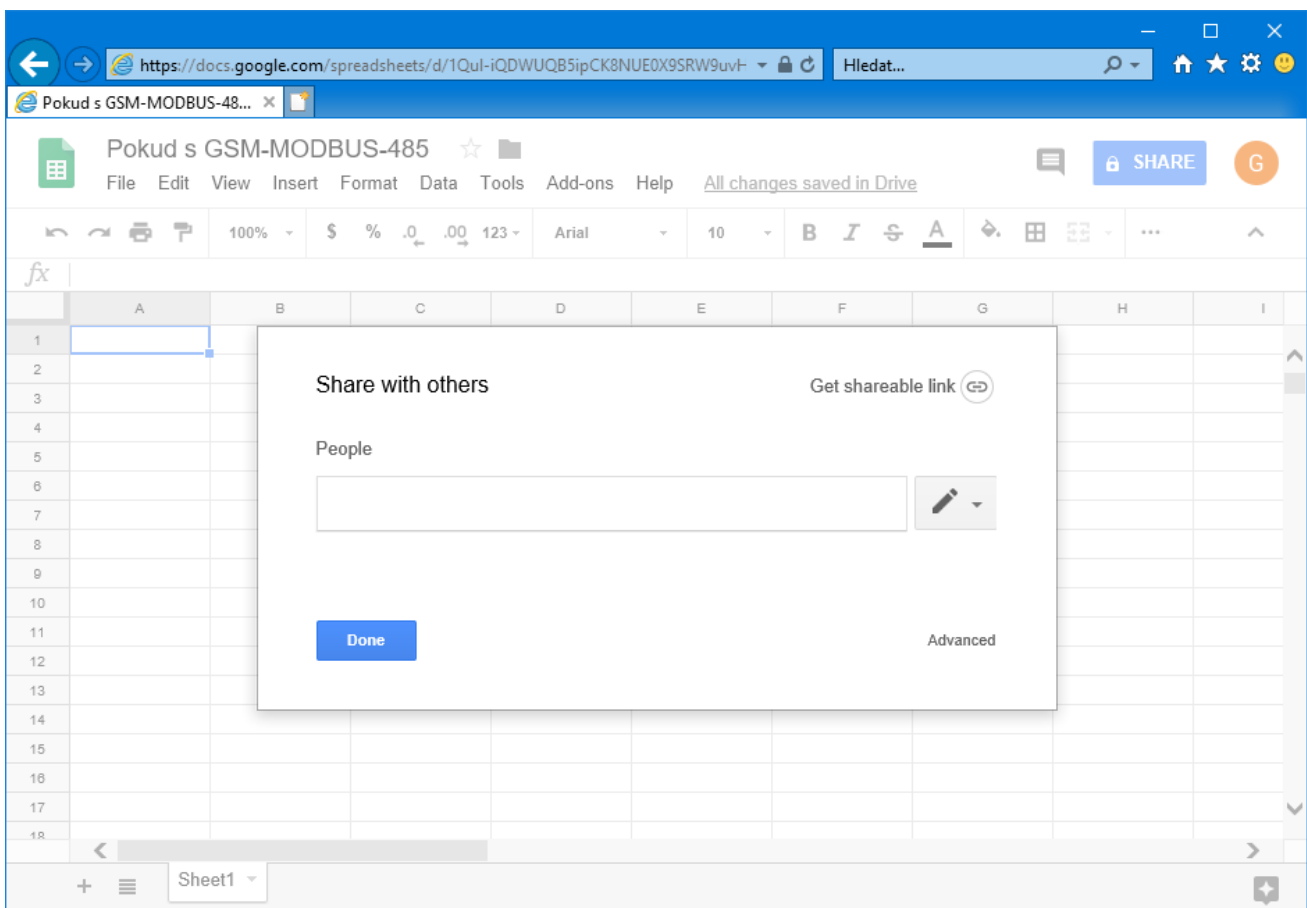 https://docs.google.com/spreadsheets/d/1QuI-iQDWUQB5ipCK8NUE0X9SRW9uvH
Hledat...
Pokud s GSM-MODBUS-48...
Pokud s GSM-MODBUS-485
SHARE
G
File Edit View Insert Format Data Tools Add-ons Help All changes saved in Drive
100% $ % .0 .00 123 Arial 10 B I S A
fx
A B C D E F G H I
1
2
3
4
5
6
7
8
9
10
11
12
13
14
15
16
17
18
Share with others
Get shareable link
People
Done
Advanced
Sheet1